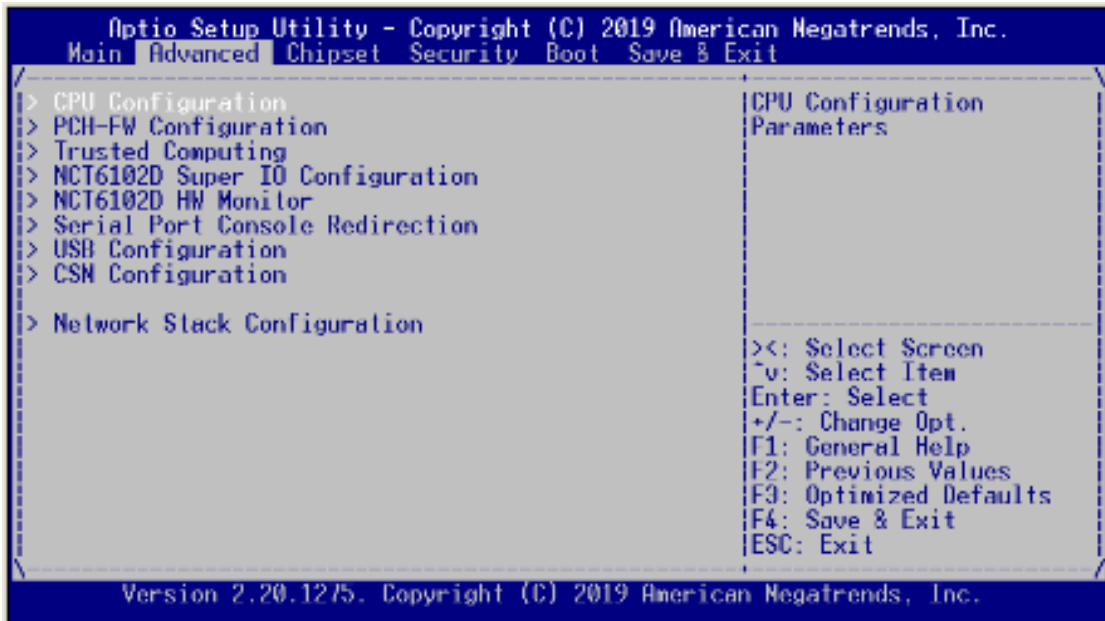 Aptio Setup Utility - Copyright (C) 2019 American Negatrends, Inc.
Main Advanced Chipset Security Boot Save & Exit
> CPU Configuration
> PCH-FW Configuration
> Trusted Computing
> NCT6102D Super IO Configuration
> NCT6102D HW Monitor
> Serial Port Console Redirection
> USB Configuration
> CSN Configuration
> Network Stack Configuration
CPU Configuration
Parameters
><: Select Screen
^v: Select Item
Enter: Select
+/-: Change Opt.
F1: General Help
F2: Previous Values
F3: Optimized Defaults
F4: Save & Exit
ESC: Exit
Version 2.20.1275. Copyright (C) 2019 American Negatrends, Inc.